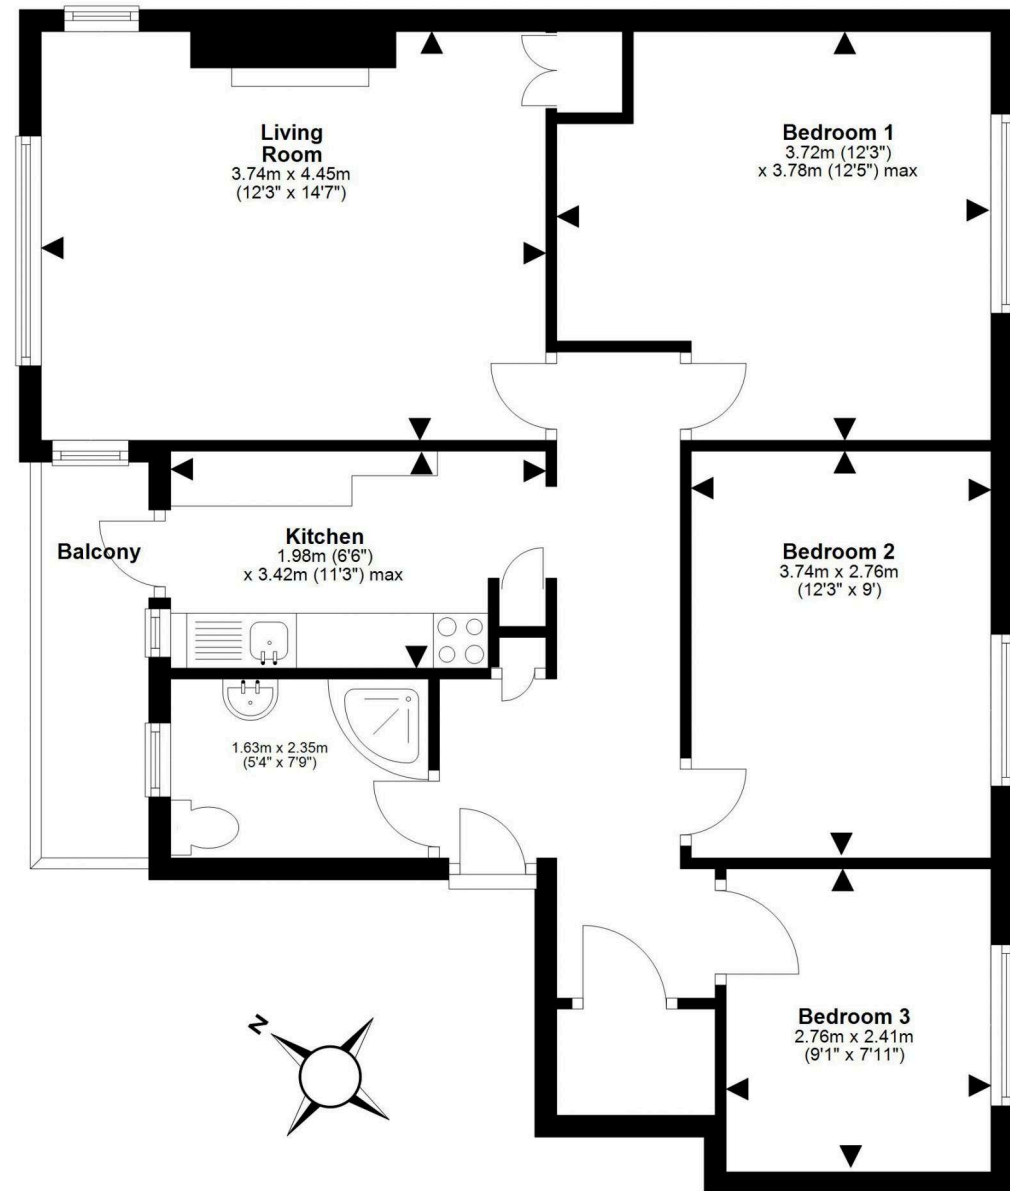 Living
Room
3.74m x 4.45m
(12'3" x 14'7")
Bedroom 1
3.72m (12'3")
x 3.78m (12'5") max
Balcony
Kitchen
1.98m (6'6")
x 3.42m (11'3") max
Bedroom 2
3.74m x 2.76m
(12'3" x 9')
1.63m x 2.35m
(5'4" x 7'9")
Bedroom 3
2.76m x 2.41m
(9'1" x 7'11")
N